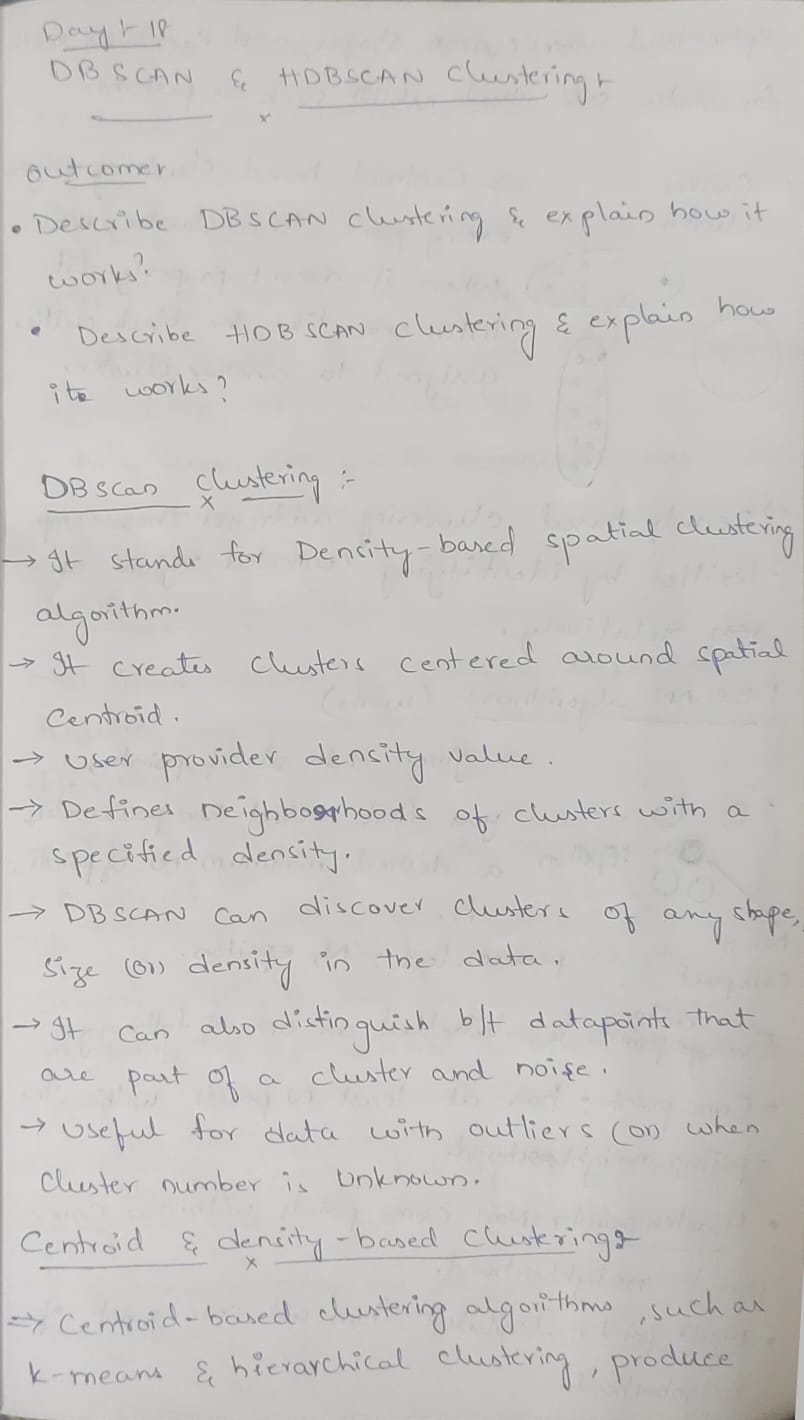 Day :- 18
DBSCAN & HDBSCAN Clustering :-
outcomes
• Describe DBSCAN clustering & explain how it
works?
• Describe HDBSCAN clustering & explain how
its works?
DBscan clustering :-
→ It stands for Density-based spatial clustering
algorithm.
→ It creates clusters centered around spatial
Centroid.
→ User provides density value.
→ Defines neighboorhoods of clusters with a
specified density.
→ DBSCAN can discover clusters of any shape,
Size (or) density in the data.
→ It can also distinguish b/t datapoints that
are part of a cluster and noise.
→ Useful for data with outliers (or) when
Cluster number is Unknown.
Centroid & density-based Clustering :-
⇒ Centroid-based clustering algorithms, such as
k-means & hierarchical clustering, produce